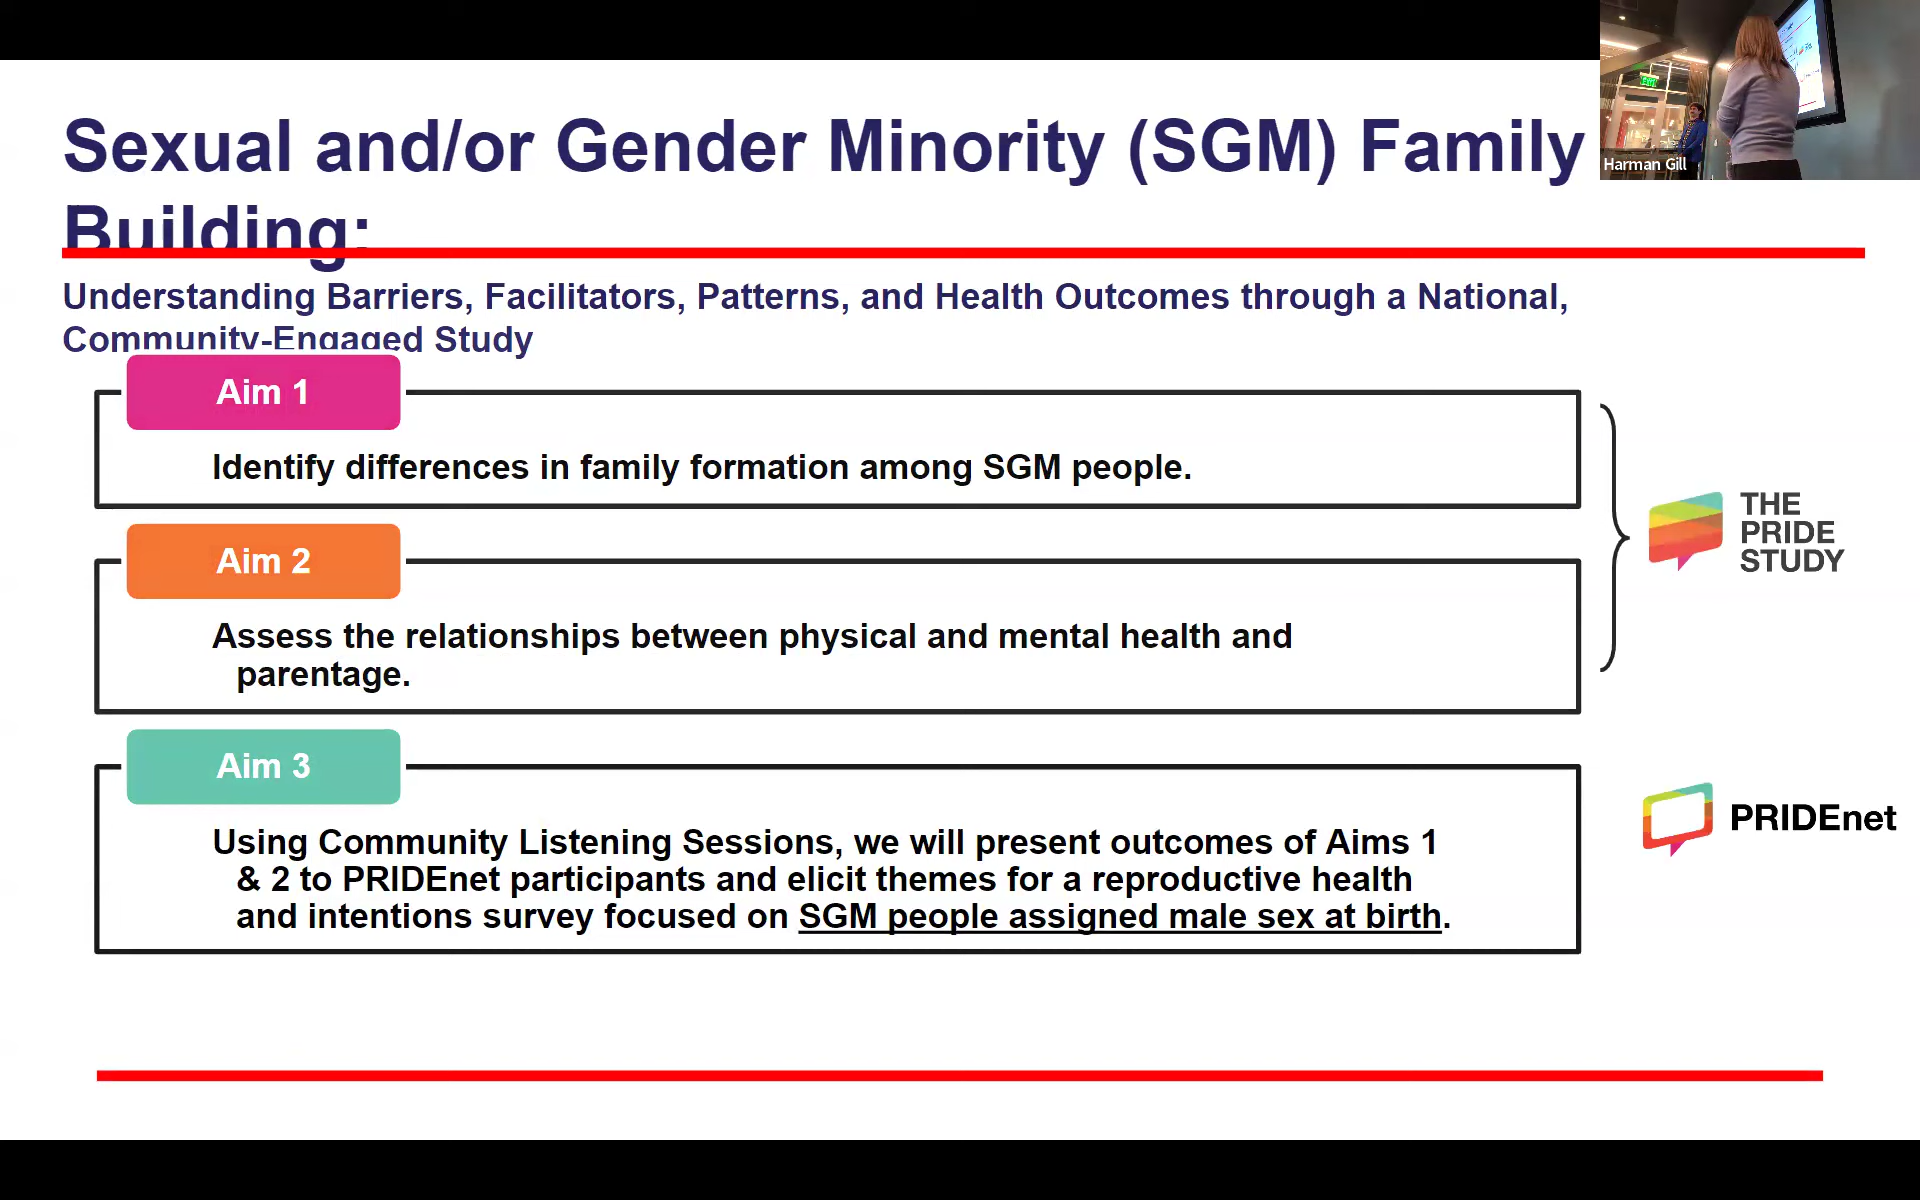 Sexual and/or Gender Minority (SGM) Family
Building:
Understanding Barriers, Facilitators, Patterns, and Health Outcomes through a National,
Community-Engaged Study
Aim 1
Identify differences in family formation among SGM people.
Aim 2
Assess the relationships between physical and mental health and
parentage.
Aim 3
Using Community Listening Sessions, we will present outcomes of Aims 1
& 2 to PRIDEnet participants and elicit themes for a reproductive health
and intentions survey focused on SGM people assigned male sex at birth.
THE
PRIDE
STUDY
PRIDEnet
EXIT
Harman Gill